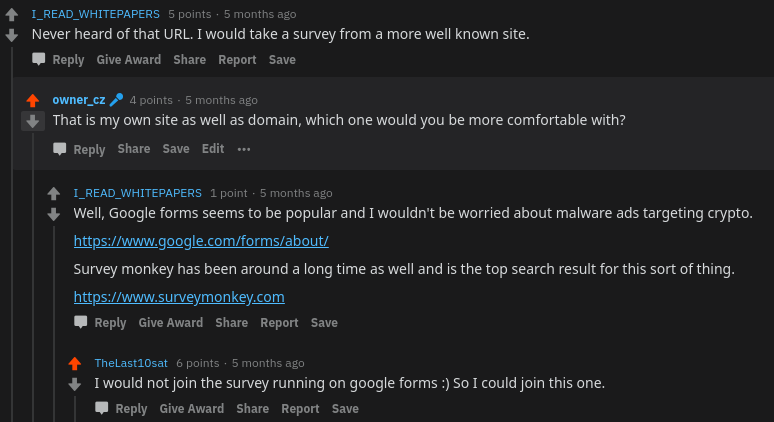 I_READ_WHITEPAPERS 5 points · 5 months ago
Never heard of that URL. I would take a survey from a more well known site.
Reply Give Award Share Report Save
owner_cz 4 points · 5 months ago
That is my own site as well as domain, which one would you be more comfortable with?
Reply Share Save Edit ···
I_READ_WHITEPAPERS 1 point · 5 months ago
Well, Google forms seems to be popular and I wouldn't be worried about malware ads targeting crypto.
https://www.google.com/forms/about/
Survey monkey has been around a long time as well and is the top search result for this sort of thing.
https://www.surveymonkey.com
Reply Give Award Share Report Save
TheLast10sat 6 points · 5 months ago
I would not join the survey running on google forms :) So I could join this one.
Reply Give Award Share Report Save